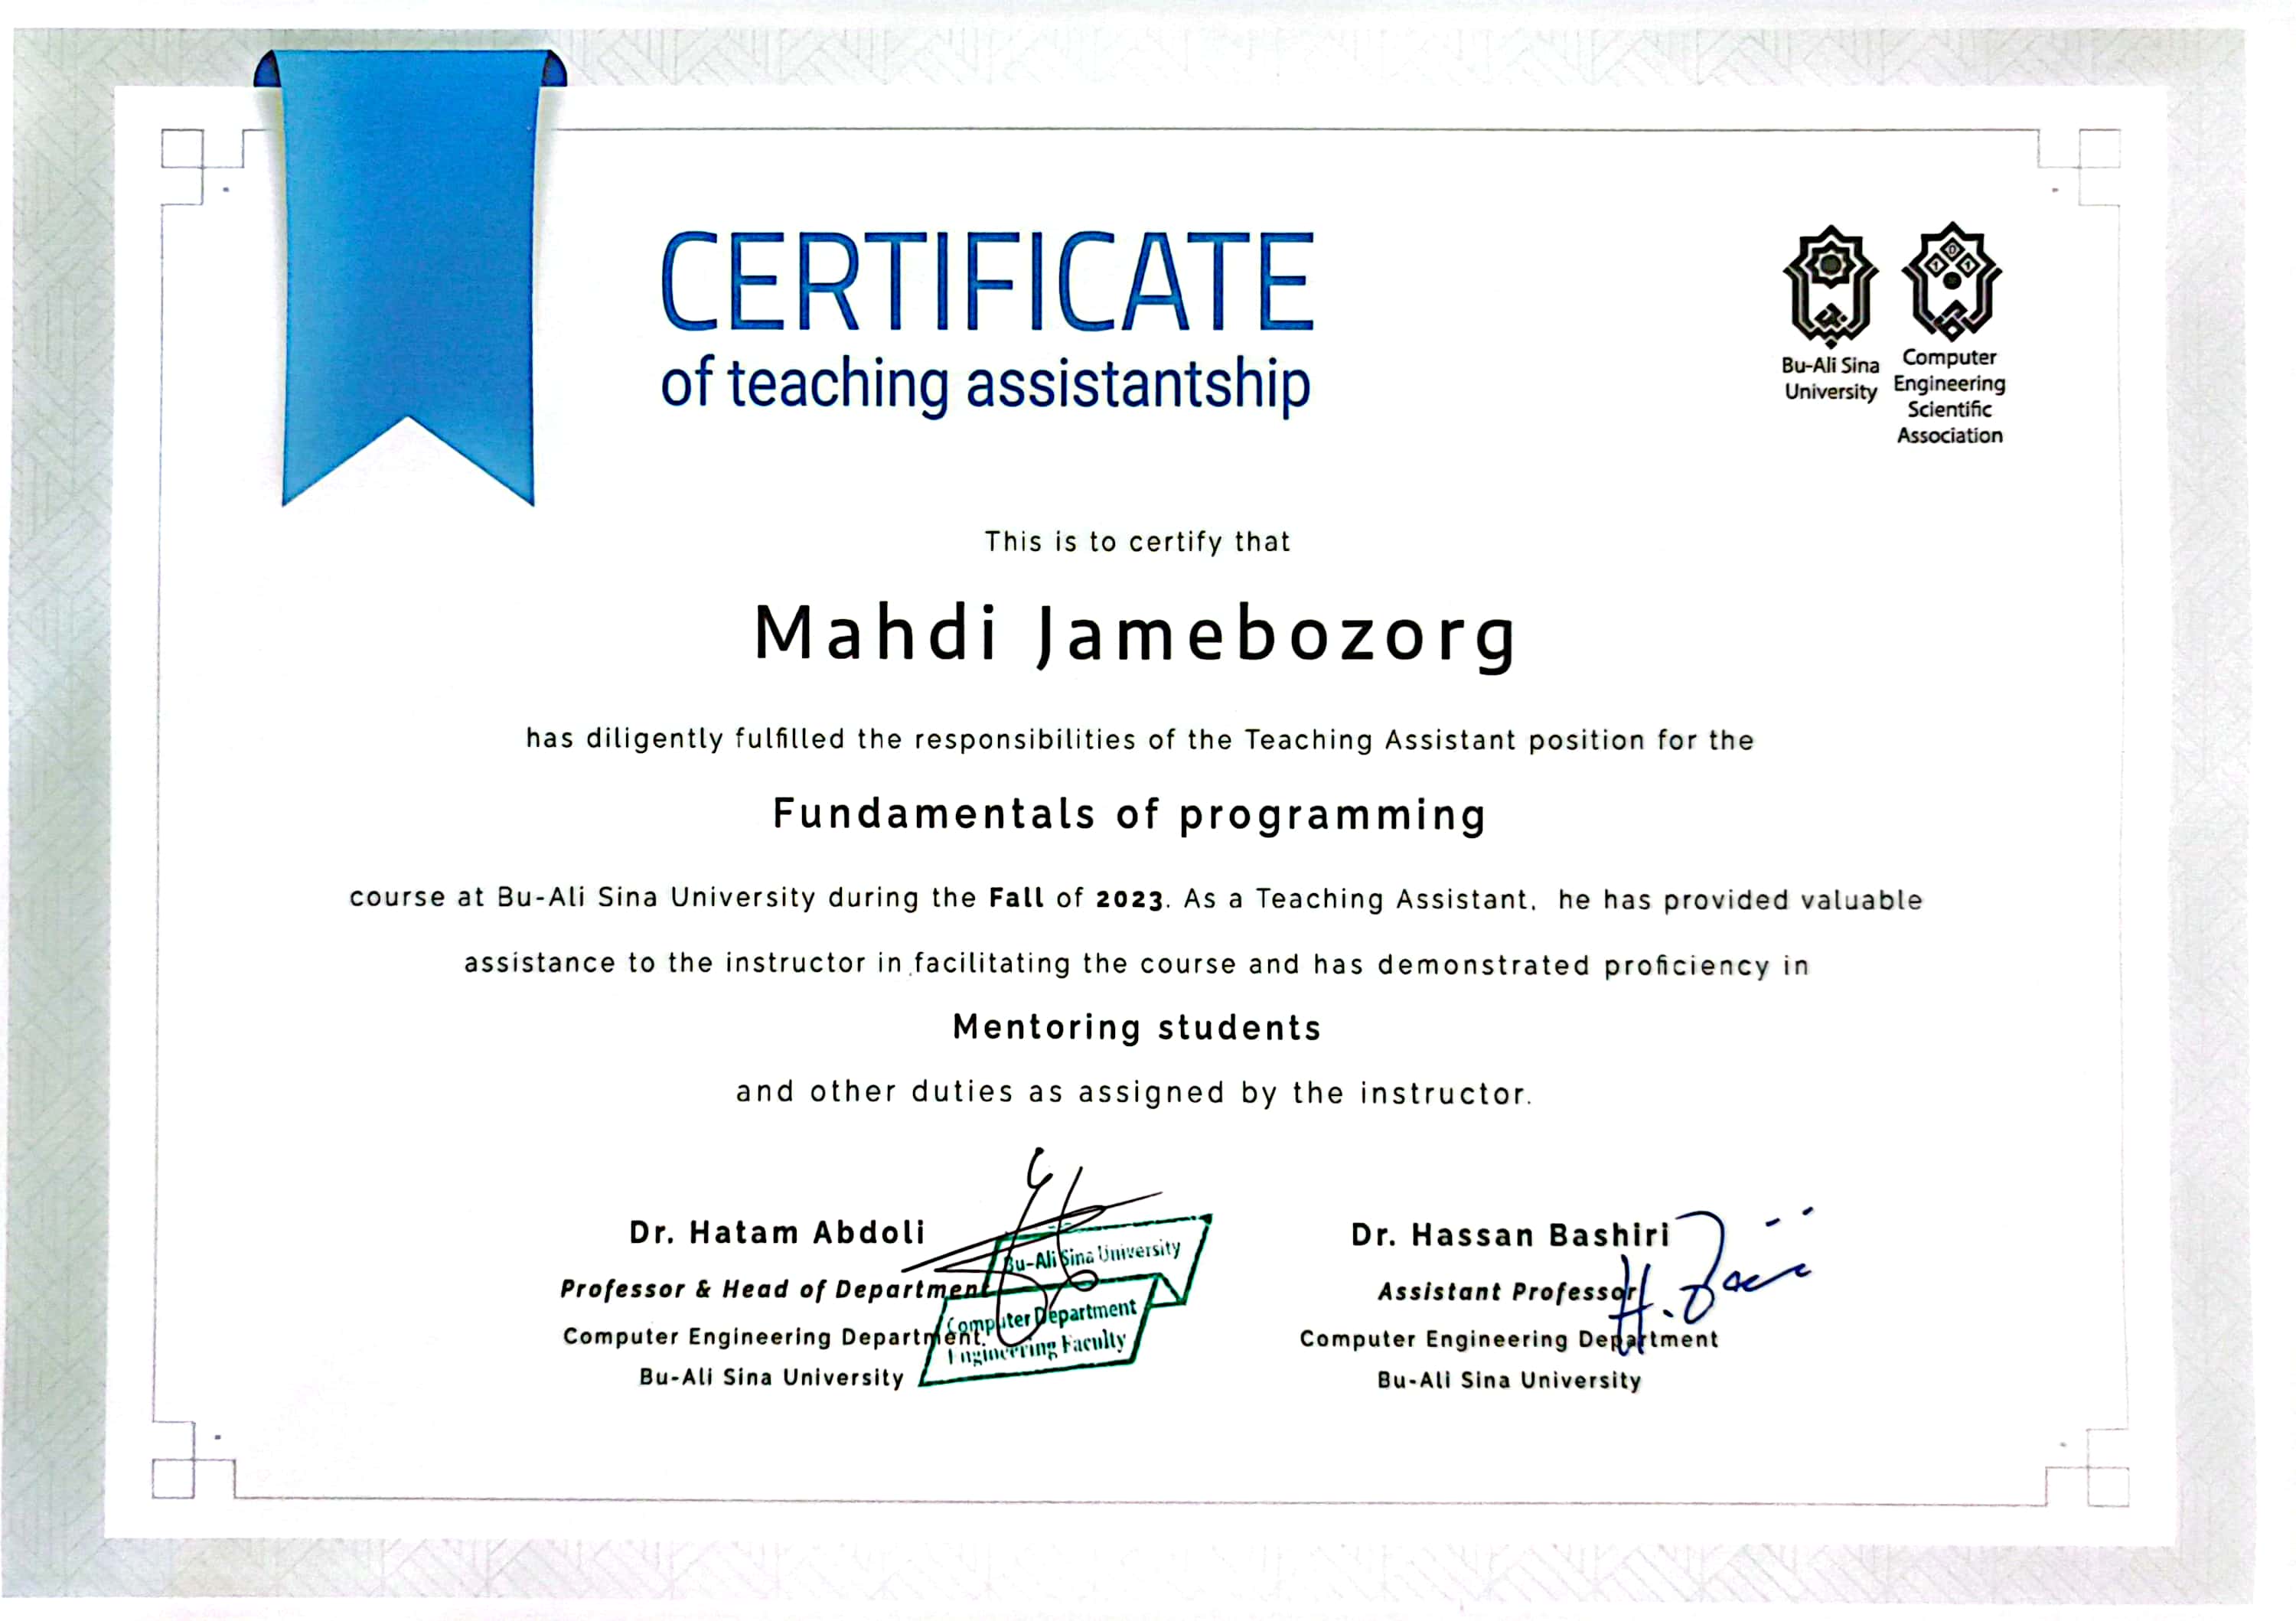 CERTIFICATE
of teaching assistantship
Bu-Ali Sina
University
Computer
Engineering
Scientific
Association
This is to certify that
Mahdi Jamebozorg
has diligently fulfilled the responsibilities of the Teaching Assistant position for the
Fundamentals of programming
course at Bu-Ali Sina University during the Fall of 2023. As a Teaching Assistant, he has provided valuable
assistance to the instructor in facilitating the course and has demonstrated proficiency in
Mentoring students
and other duties as assigned by the instructor.
Dr. Hatam Abdoli
Professor & Head of Department
Computer Engineering Department.
Bu-Ali Sina University
Bu-Ali Sina University
Computer Department
Engineering Faculty
Dr. Hassan Bashiri
Assistant Professor
Computer Engineering Department
Bu-Ali Sina University